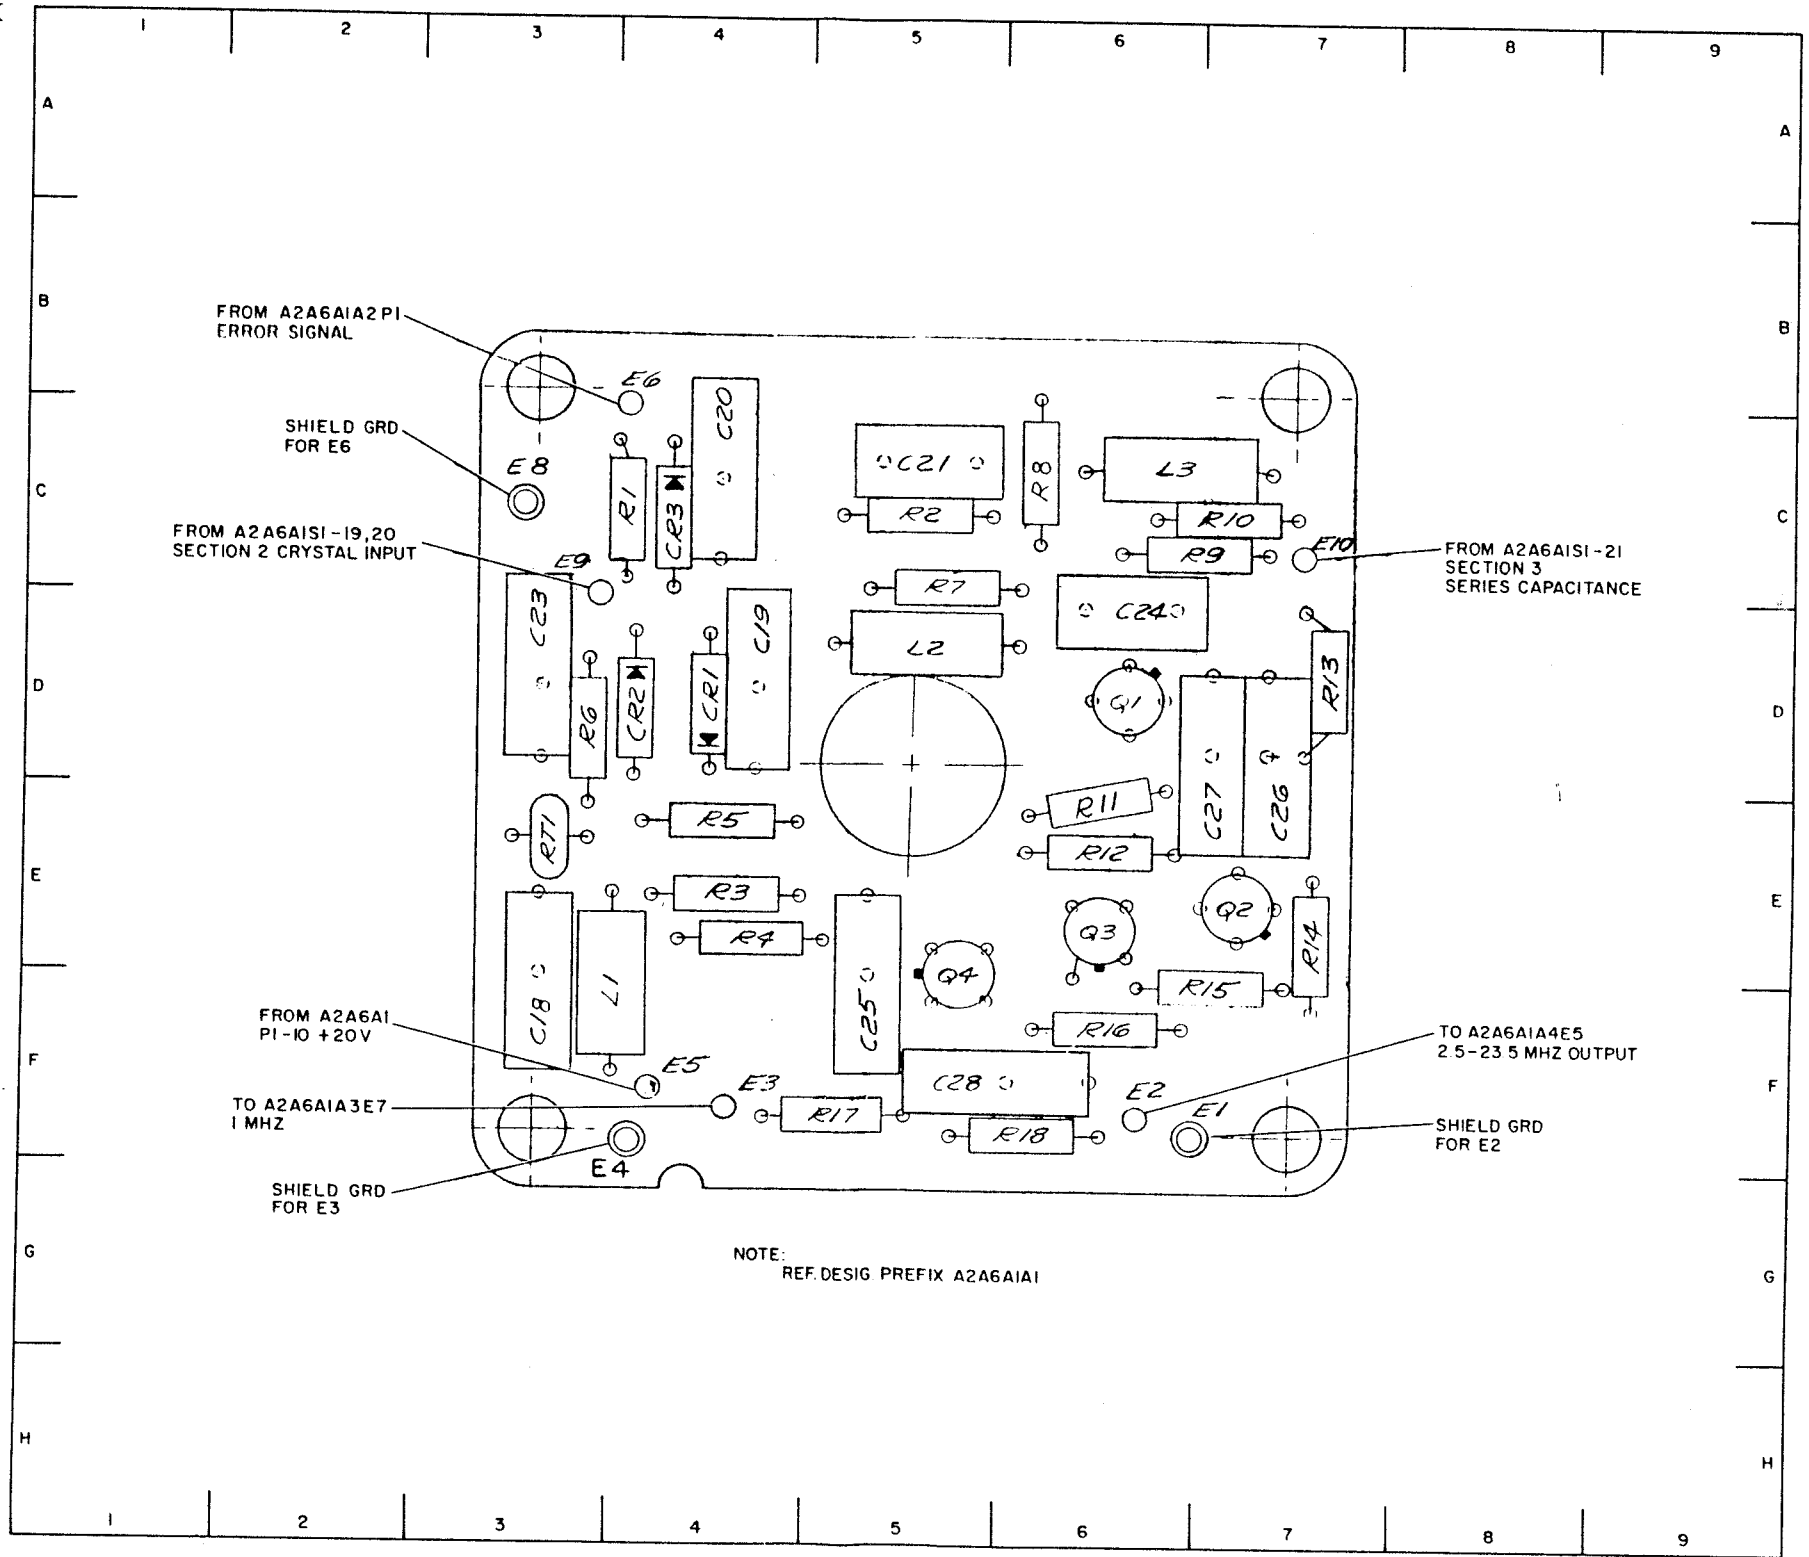 1 2 3 4 5 6 7 8 9
A A
B B
FROM A2A6A1A2P1
ERROR SIGNAL
E6
C20
SHIELD GRD
FOR E6
E8
C21
R8
L3
C C
R1
CR3
R2
R10
FROM A2A6A1S1-19,20
SECTION 2 CRYSTAL INPUT
E9
R9
E10
FROM A2A6A1S1-21
SECTION 3
SERIES CAPACITANCE
C23
C19
R7
C24
L2
R13
D D
R6
CR2
CR1
Q1
RT1
R5
R11
C27
C26
R12
E E
R3
R4
Q4
Q3
Q2
R14
C18
L1
C25
R15
FROM A2A6A1
P1-10 +20V
R16
TO A2A6A1A4E5
2.5-23.5 MHZ OUTPUT
F F
E5
E3
C28
E2
E1
TO A2A6A1A3E7
1 MHZ
R17
R18
SHIELD GRD
FOR E2
E4
SHIELD GRD
FOR E3
G G
NOTE:
REF. DESIG. PREFIX A2A6A1A1
H H
1 2 3 4 5 6 7 8 9